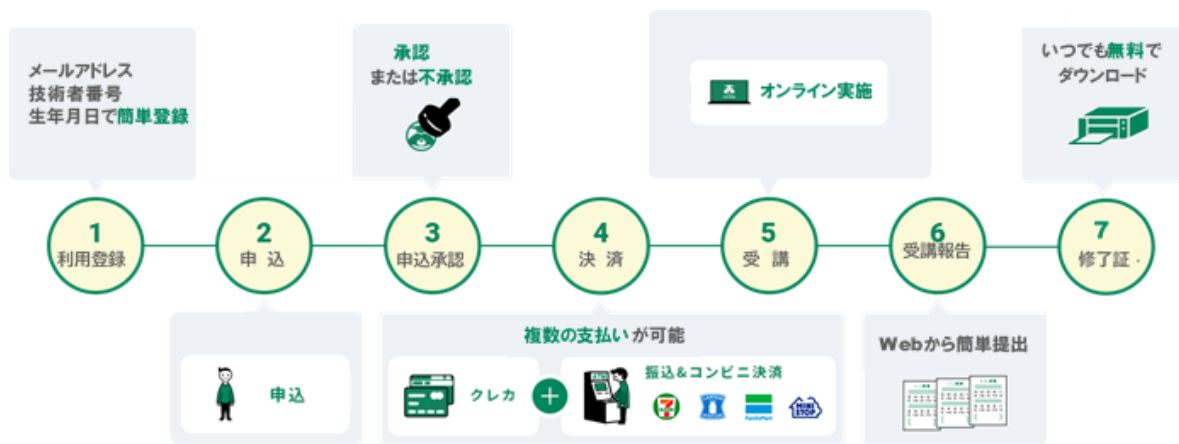 メールアドレス
技術者番号
生年月日で簡単登録
承認
または不承認
オンライン実施
いつでも無料で
ダウンロード
1
利用登録
2
申込
3
申込承認
4
決済
5
受講
6
受講報告
7
修了証.
申込
複数の支払いが可能
クレカ
+
振込&コンビニ決済
7
FamilyMart
MINI
STOP
Webから簡単提出